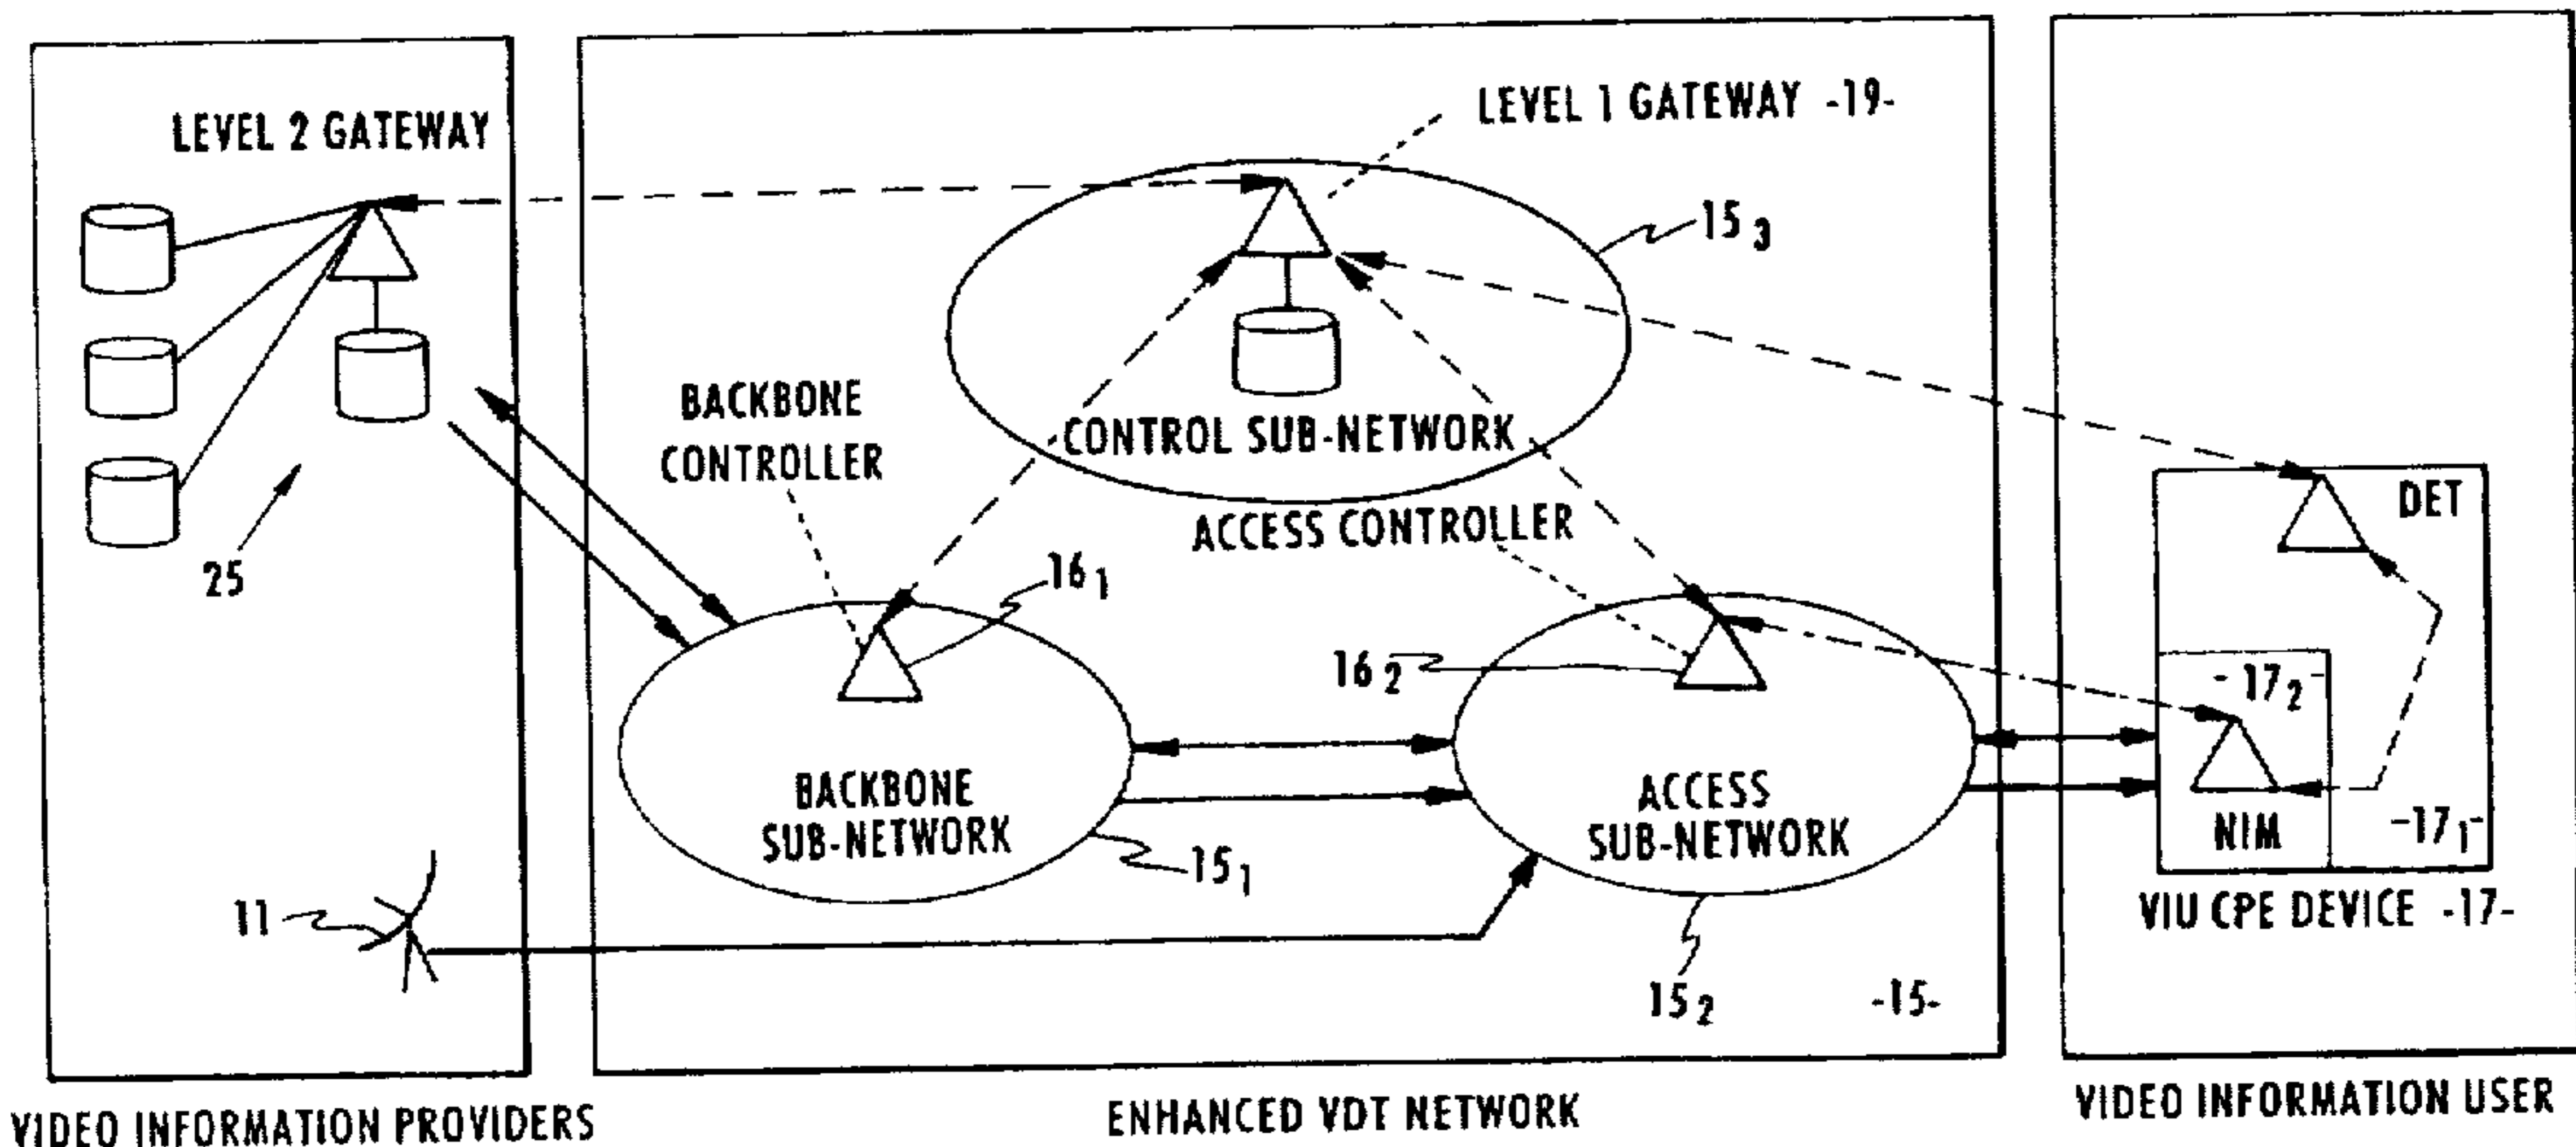 LEVEL 2 GATEWAY
25
11
VIDEO INFORMATION PROVIDERS
LEVEL 1 GATEWAY -19-
15 3
CONTROL SUB-NETWORK
BACKBONE
CONTROLLER
ACCESS CONTROLLER
16 1
16 2
BACKBONE
SUB-NETWORK
15 1
ACCESS
SUB-NETWORK
15 2
-15-
ENHANCED VDT NETWORK
DET
-17 2-
NIM
-17 1-
VIU CPE DEVICE -17-
VIDEO INFORMATION USER